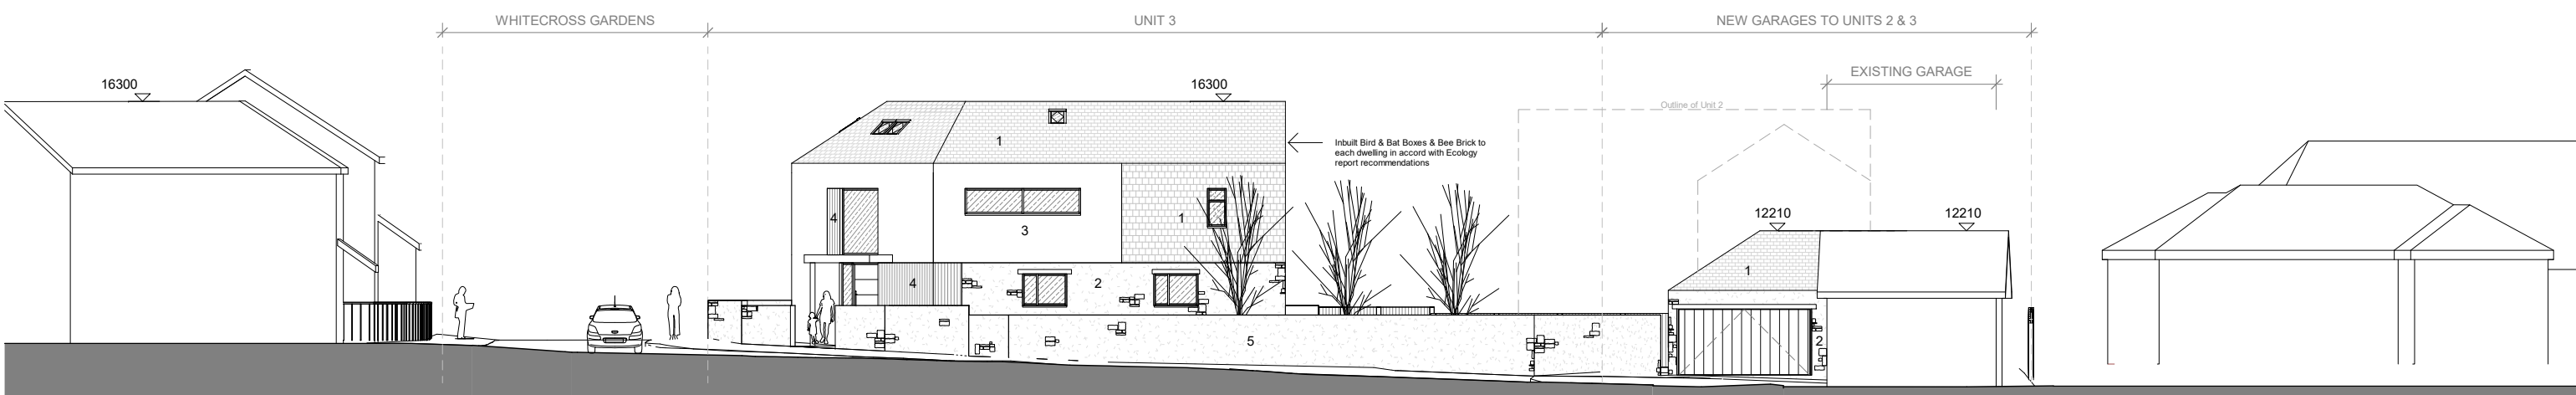 WHITECROSS GARDENS
UNIT 3
NEW GARAGES TO UNITS 2 & 3
EXISTING GARAGE
16300
16300
Outline of Unit 2
1
Inbuilt Bird & Bat Boxes & Bee Brick to
each dwelling in accord with Ecology
report recommendations
4
3
1
12210
12210
1
4
2
5
2